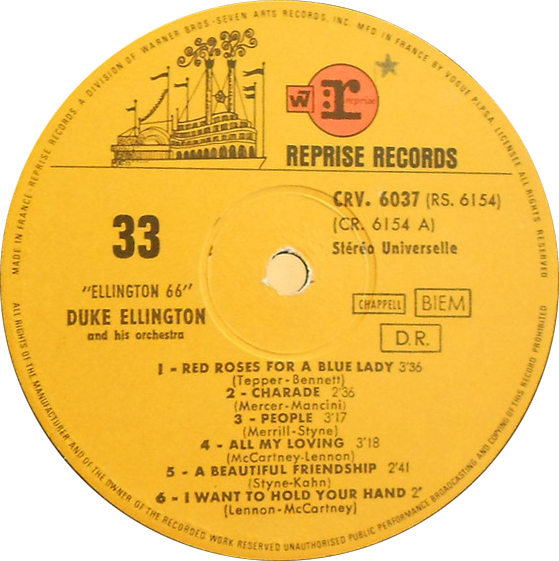 MADE IN FRANCE · REPRISE RECORDS, A DIVISION OF WARNER BROS.-SEVEN ARTS RECORDS, INC. MFD. IN FRANCE BY VOGUE P.I.P.S.A. LICENSEE ALL RIGHTS RESERVED
W7 r reprise
REPRISE RECORDS
CRV. 6037 (RS. 6154)
(CR. 6154 A)
Stéréo Universelle
33
"ELLINGTON 66"
DUKE ELLINGTON
and his orchestra
CHAPPELL BIEM
D.R.
1 - RED ROSES FOR A BLUE LADY 3'36
(Tepper-Bennett)
2 - CHARADE 2'36
(Mercer-Mancini)
3 - PEOPLE 3'17
(Merrill-Styne)
4 - ALL MY LOVING 3'18
(McCartney-Lennon)
5 - A BEAUTIFUL FRIENDSHIP 2'41
(Styne-Kahn)
6 - I WANT TO HOLD YOUR HAND 2'
(Lennon-McCartney)
ALL RIGHTS OF THE MANUFACTURER AND OF THE OWNER OF THE RECORDED WORK RESERVED UNAUTHORISED PUBLIC PERFORMANCE BROADCASTING AND COPYING OF THIS RECORD PROHIBITED